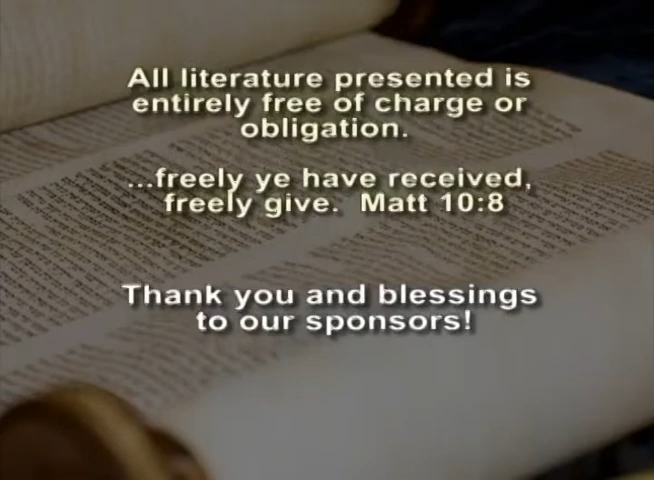 All literature presented is
entirely free of charge or
obligation.
...freely ye have received,
freely give.  Matt 10:8
Thank you and blessings
to our sponsors!